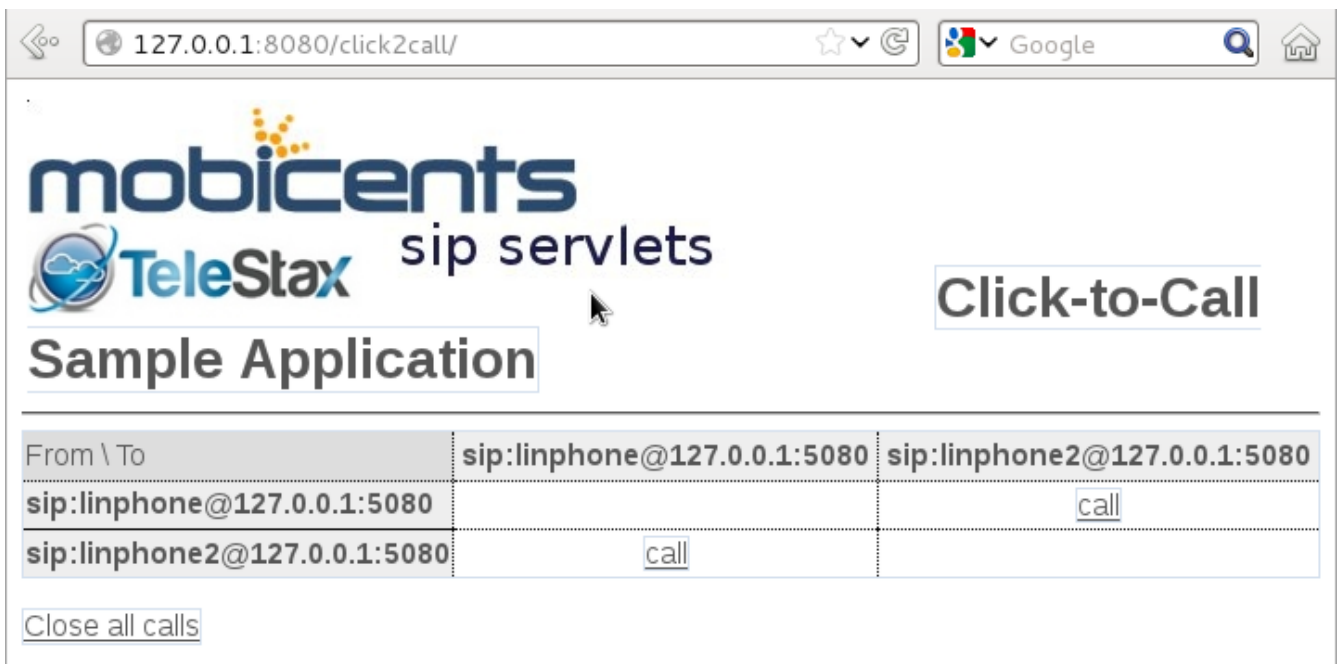 127.0.0.1:8080/click2call/ Google
mobicents
TeleStax sip servlets
Click-to-Call
Sample Application
From \ To sip:linphone@127.0.0.1:5080 sip:linphone2@127.0.0.1:5080
sip:linphone@127.0.0.1:5080 call
sip:linphone2@127.0.0.1:5080 call
Close all calls